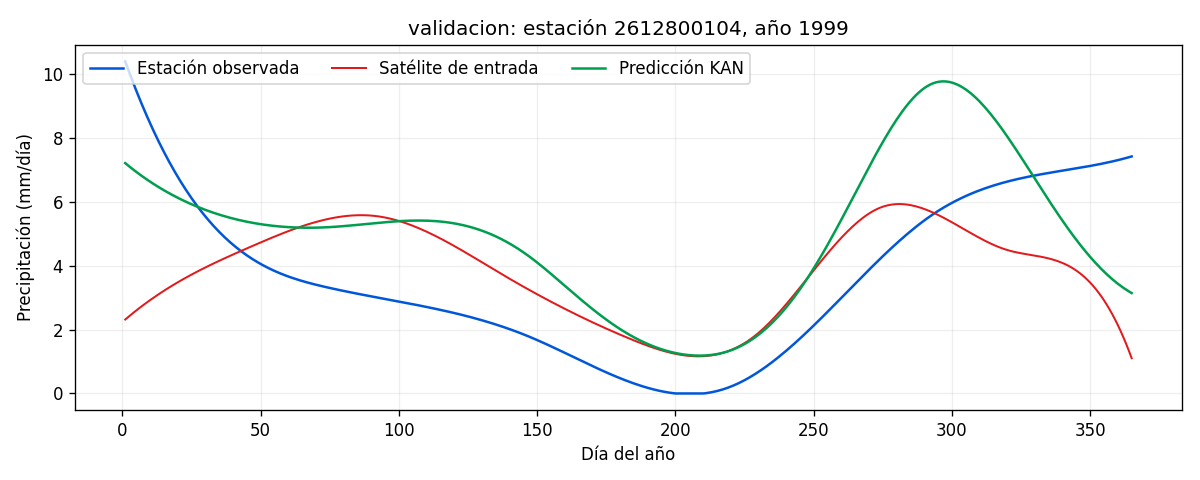 validacion: estación 2612800104, año 1999
Estación observada Satélite de entrada Predicción KAN
Precipitación (mm/día)
10
8
6
4
2
0
0 50 100 150 200 250 300 350
Día del año